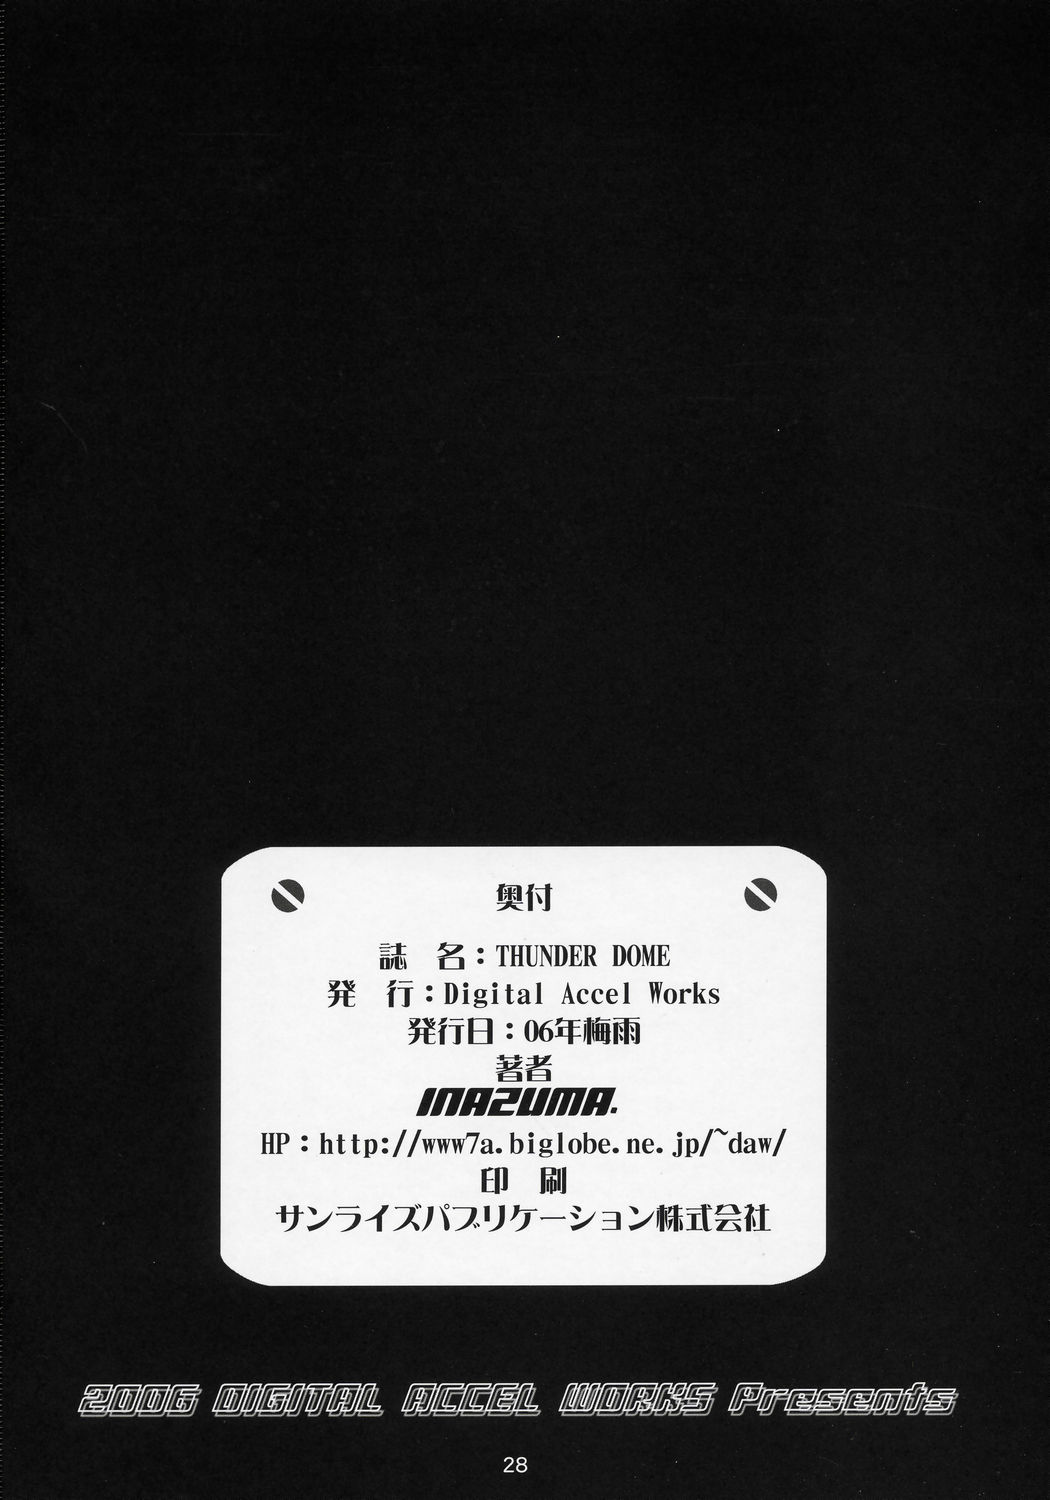 奥付
誌 名：THUNDER DOME
発 行：Digital Accel Works
発行日：06年梅雨
著者
INAZUMA.
HP：http://www7a.biglobe.ne.jp/~daw/
印 刷
サンライズパブリケーション株式会社
2006 DIGITAL ACCEL WORKS Presents
28